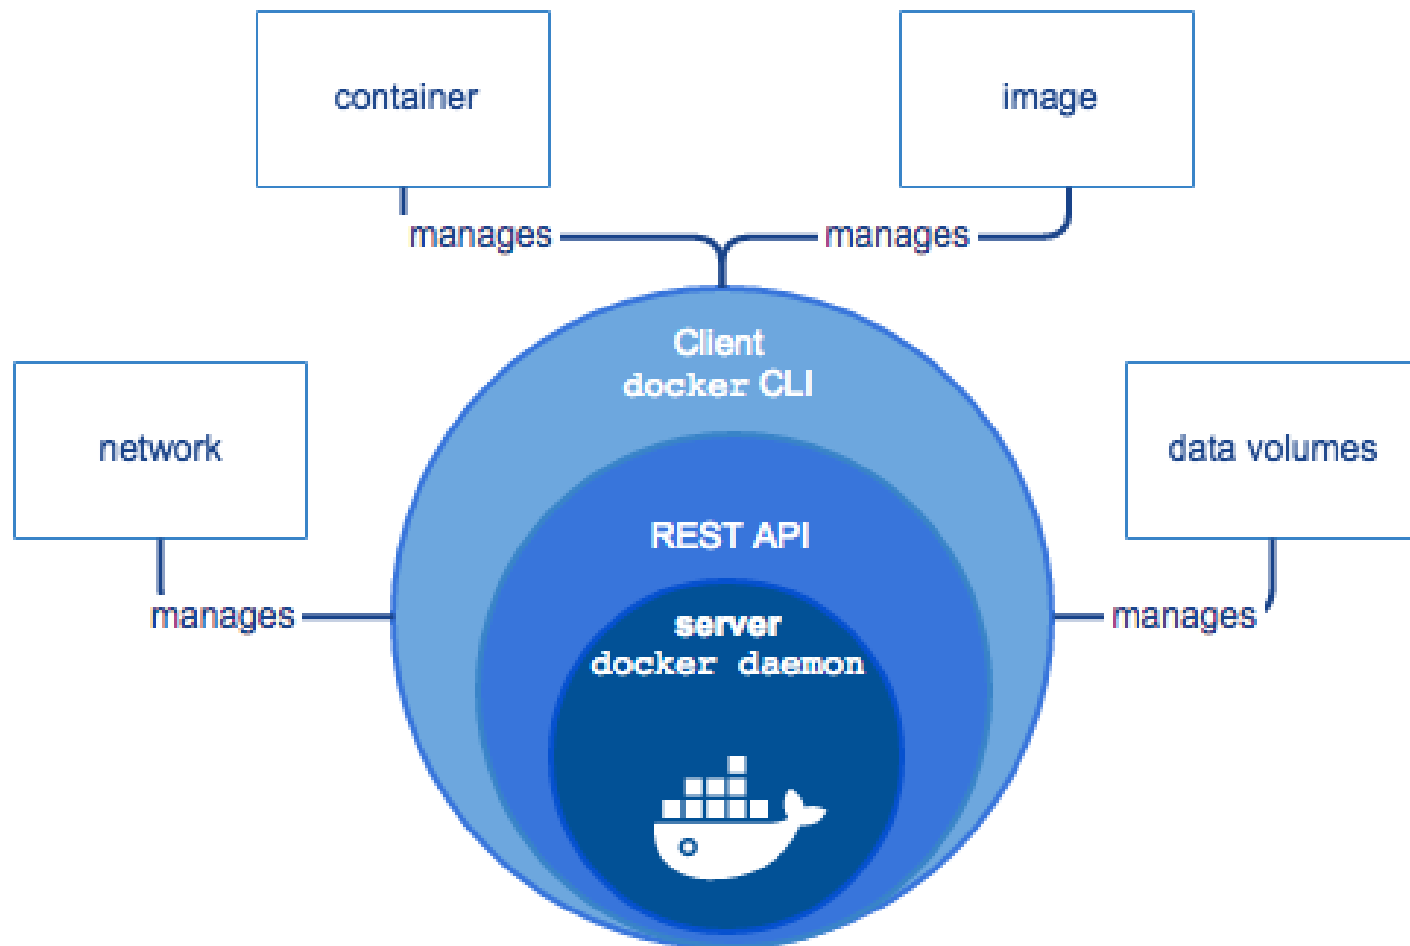 container
image
manages
manages
Client
docker CLI
network
data volumes
REST API
manages
manages
server
docker daemon